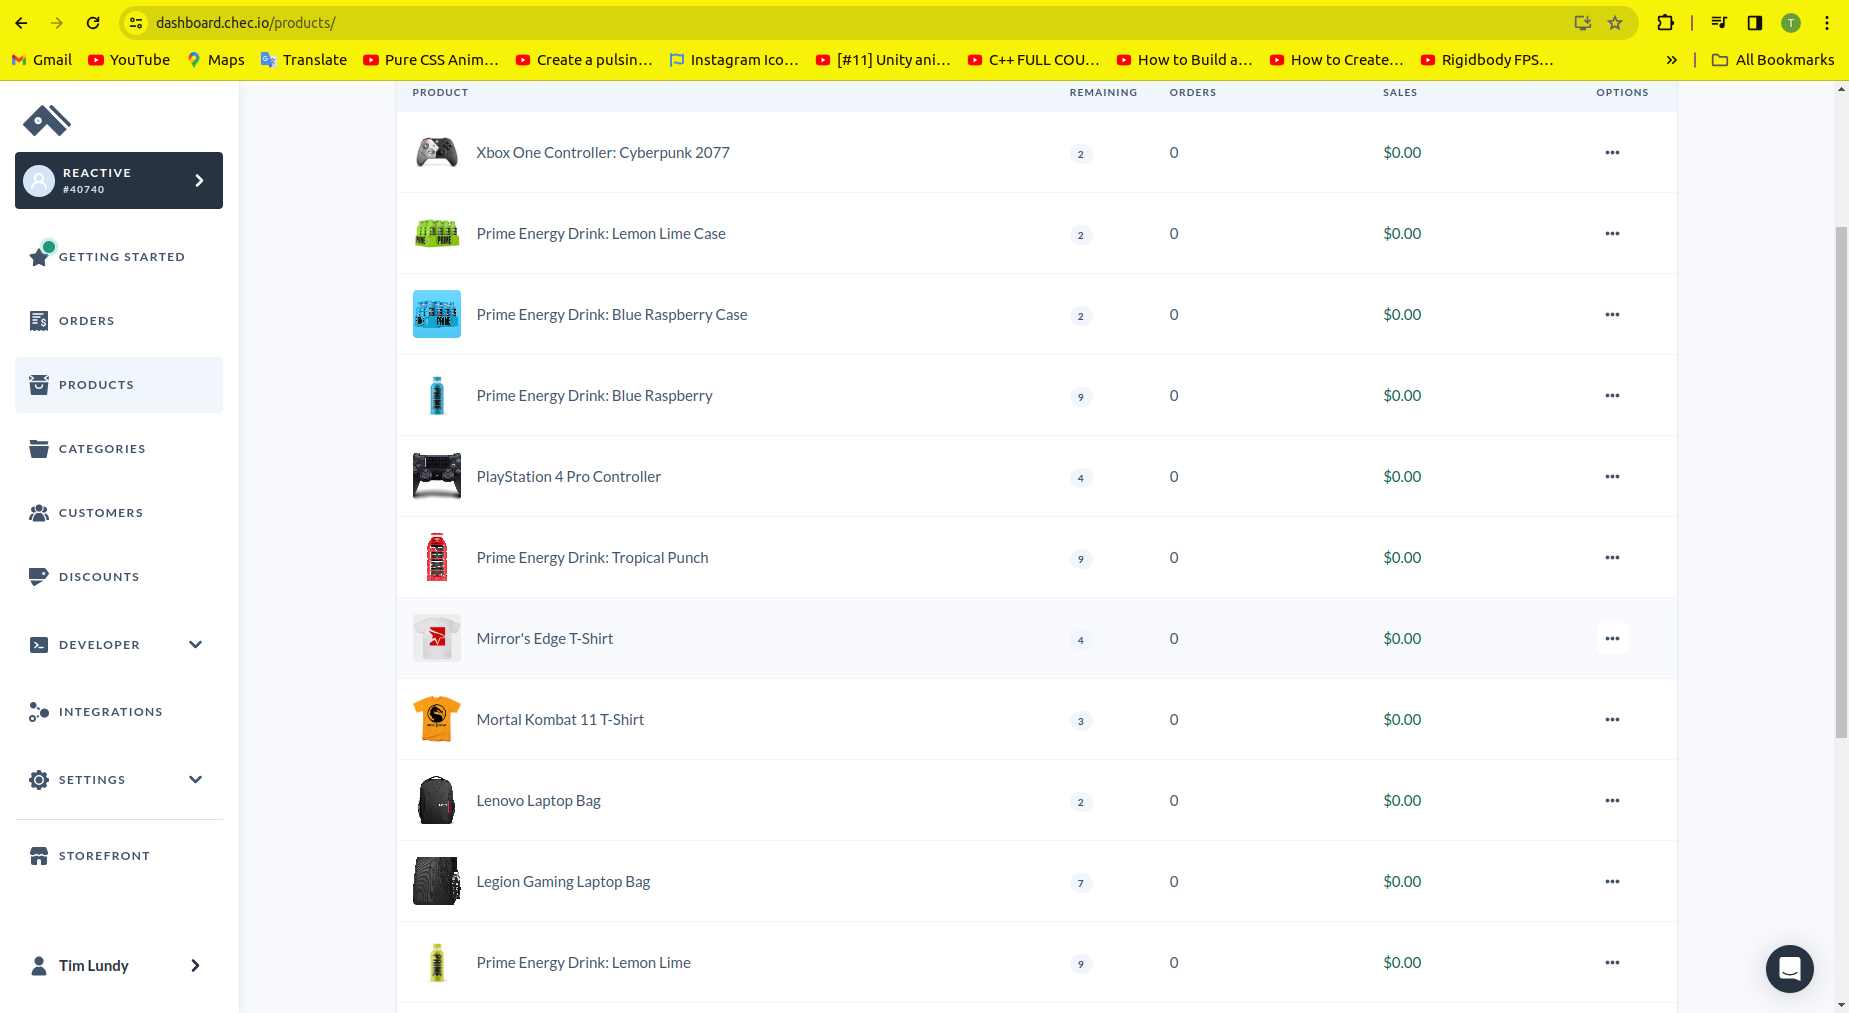 dashboard.chec.io/products/
T
Gmail YouTube Maps Translate Pure CSS Anim... Create a pulsin... Instagram Ico... [#11] Unity ani... C++ FULL COU... How to Build a... How to Create... Rigidbody FPS... » All Bookmarks
PRODUCT REMAINING ORDERS SALES OPTIONS
REACTIVE
#40740
GETTING STARTED
ORDERS
PRODUCTS
CATEGORIES
CUSTOMERS
DISCOUNTS
DEVELOPER
INTEGRATIONS
SETTINGS
STOREFRONT
Tim Lundy
Xbox One Controller: Cyberpunk 2077 2 0 $0.00
Prime Energy Drink: Lemon Lime Case 2 0 $0.00
Prime Energy Drink: Blue Raspberry Case 2 0 $0.00
Prime Energy Drink: Blue Raspberry 9 0 $0.00
PlayStation 4 Pro Controller 4 0 $0.00
Prime Energy Drink: Tropical Punch 9 0 $0.00
Mirror's Edge T-Shirt 4 0 $0.00
Mortal Kombat 11 T-Shirt 3 0 $0.00
Lenovo Laptop Bag 2 0 $0.00
Legion Gaming Laptop Bag 7 0 $0.00
Prime Energy Drink: Lemon Lime 9 0 $0.00